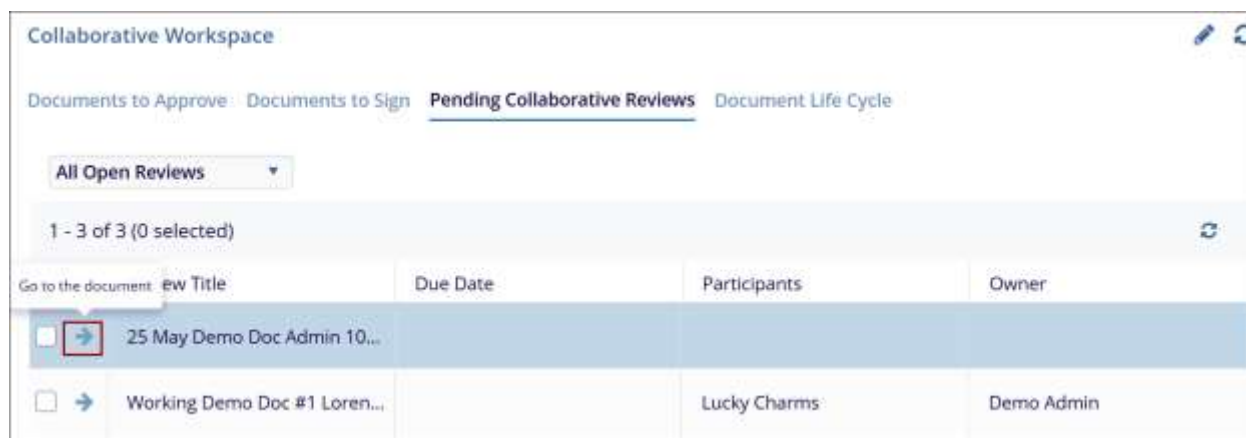 Collaborative Workspace
Documents to Approve Documents to Sign Pending Collaborative Reviews Document Life Cycle
All Open Reviews
1 - 3 of 3 (0 selected)
Go to the document ew Title Due Date Participants Owner
25 May Demo Doc Admin 10...
Working Demo Doc #1 Loren... Lucky Charms Demo Admin